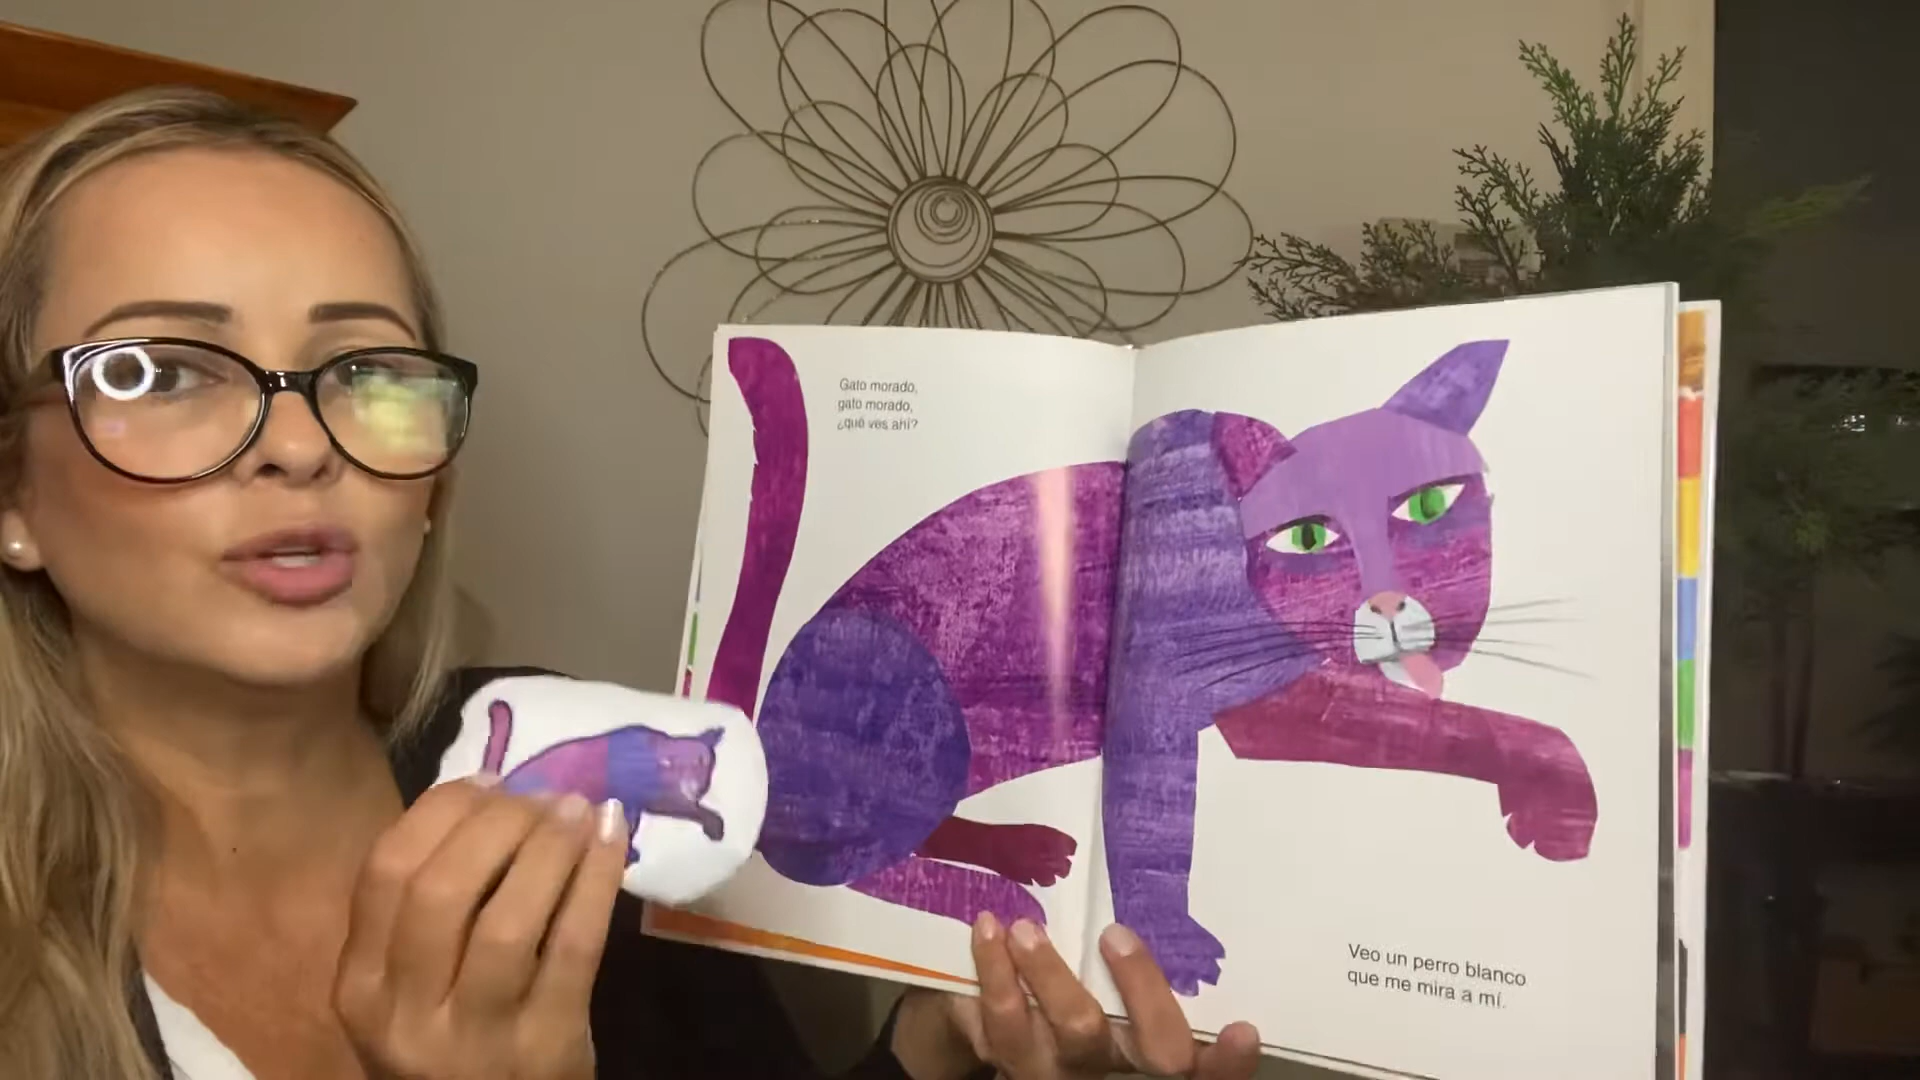 Gato morado,
gato morado,
¿qué ves ahí?
Veo un perro blanco
que me mira a mí.